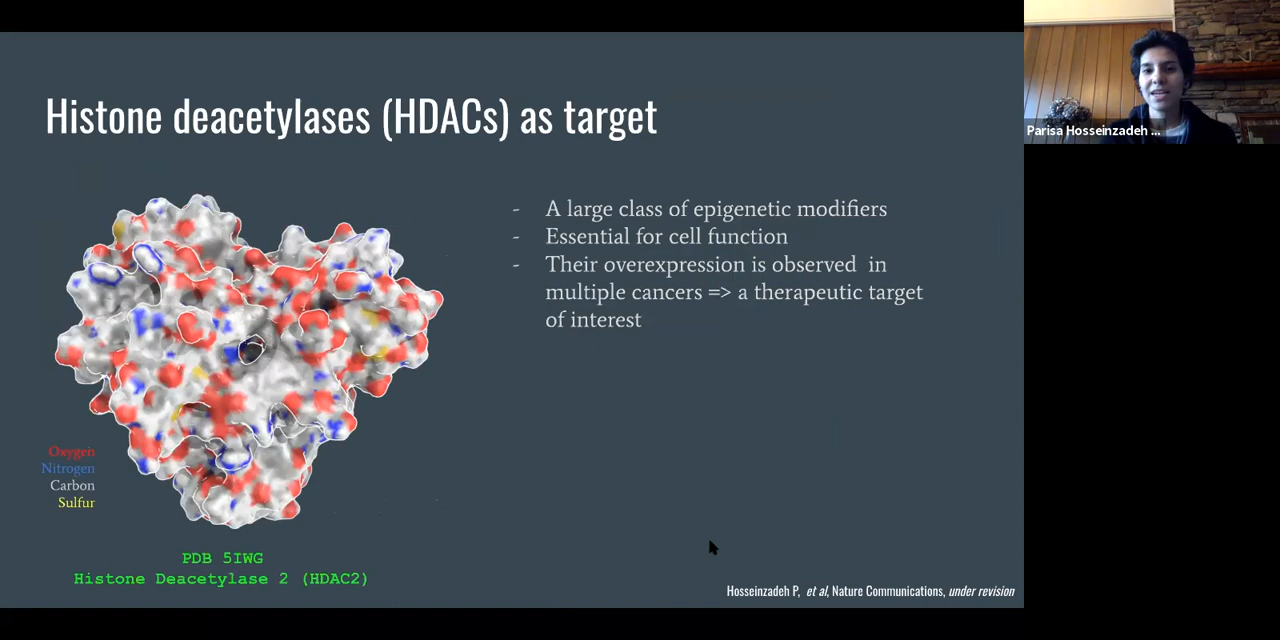 Histone deacetylases (HDACs) as target
- A large class of epigenetic modifiers
- Essential for cell function
- Their overexpression is observed in
multiple cancers => a therapeutic target
of interest
Oxygen
Nitrogen
Carbon
Sulfur
PDB 5IWG
Histone Deacetylase 2 (HDAC2)
Hosseinzadeh P, et al, Nature Communications, under revision
Parisa Hosseinzadeh ...